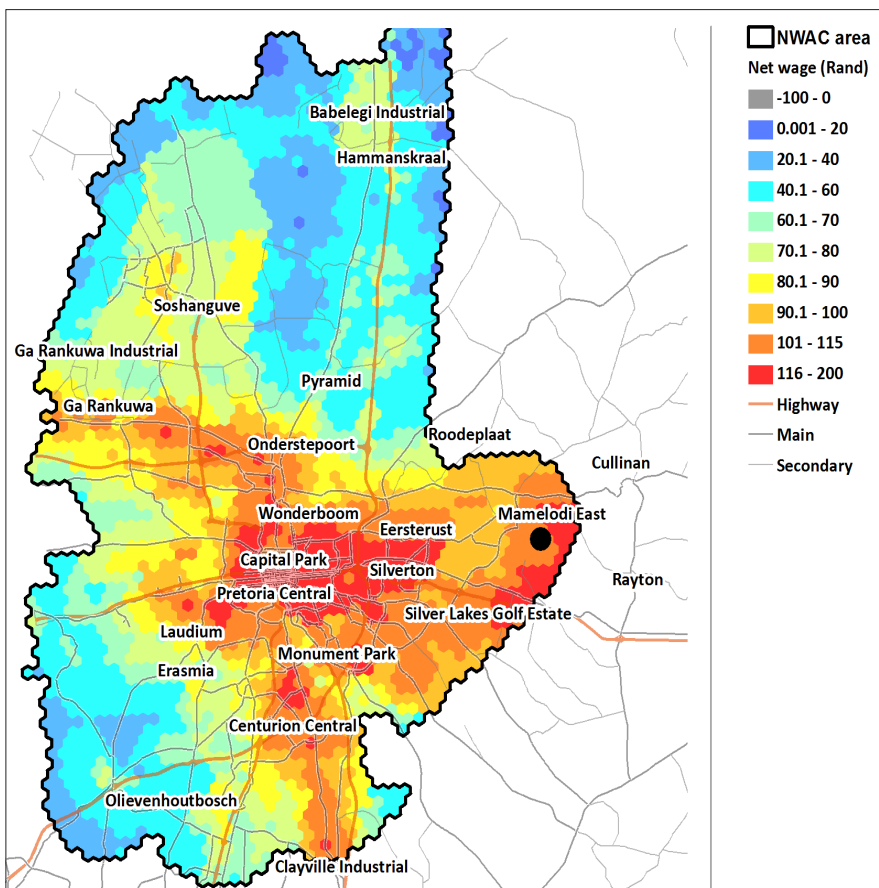 NWAC area
Net wage (Rand)
-100 - 0
0.001 - 20
20.1 - 40
40.1 - 60
60.1 - 70
70.1 - 80
80.1 - 90
90.1 - 100
101 - 115
116 - 200
Highway
Main
Secondary
Babelegi Industrial
Hammanskraal
Soshanguve
Ga Rankuwa Industrial
Pyramid
Ga Rankuwa
Onderstepoort
Roodeplaat
Cullinan
Wonderboom
Mamelodi East
Eersterust
Capital Park
Silverton
Rayton
Pretoria Central
Silver Lakes Golf Estate
Laudium
Monument Park
Erasmia
Centurion Central
Olievenhoutbosch
Clayville Industrial